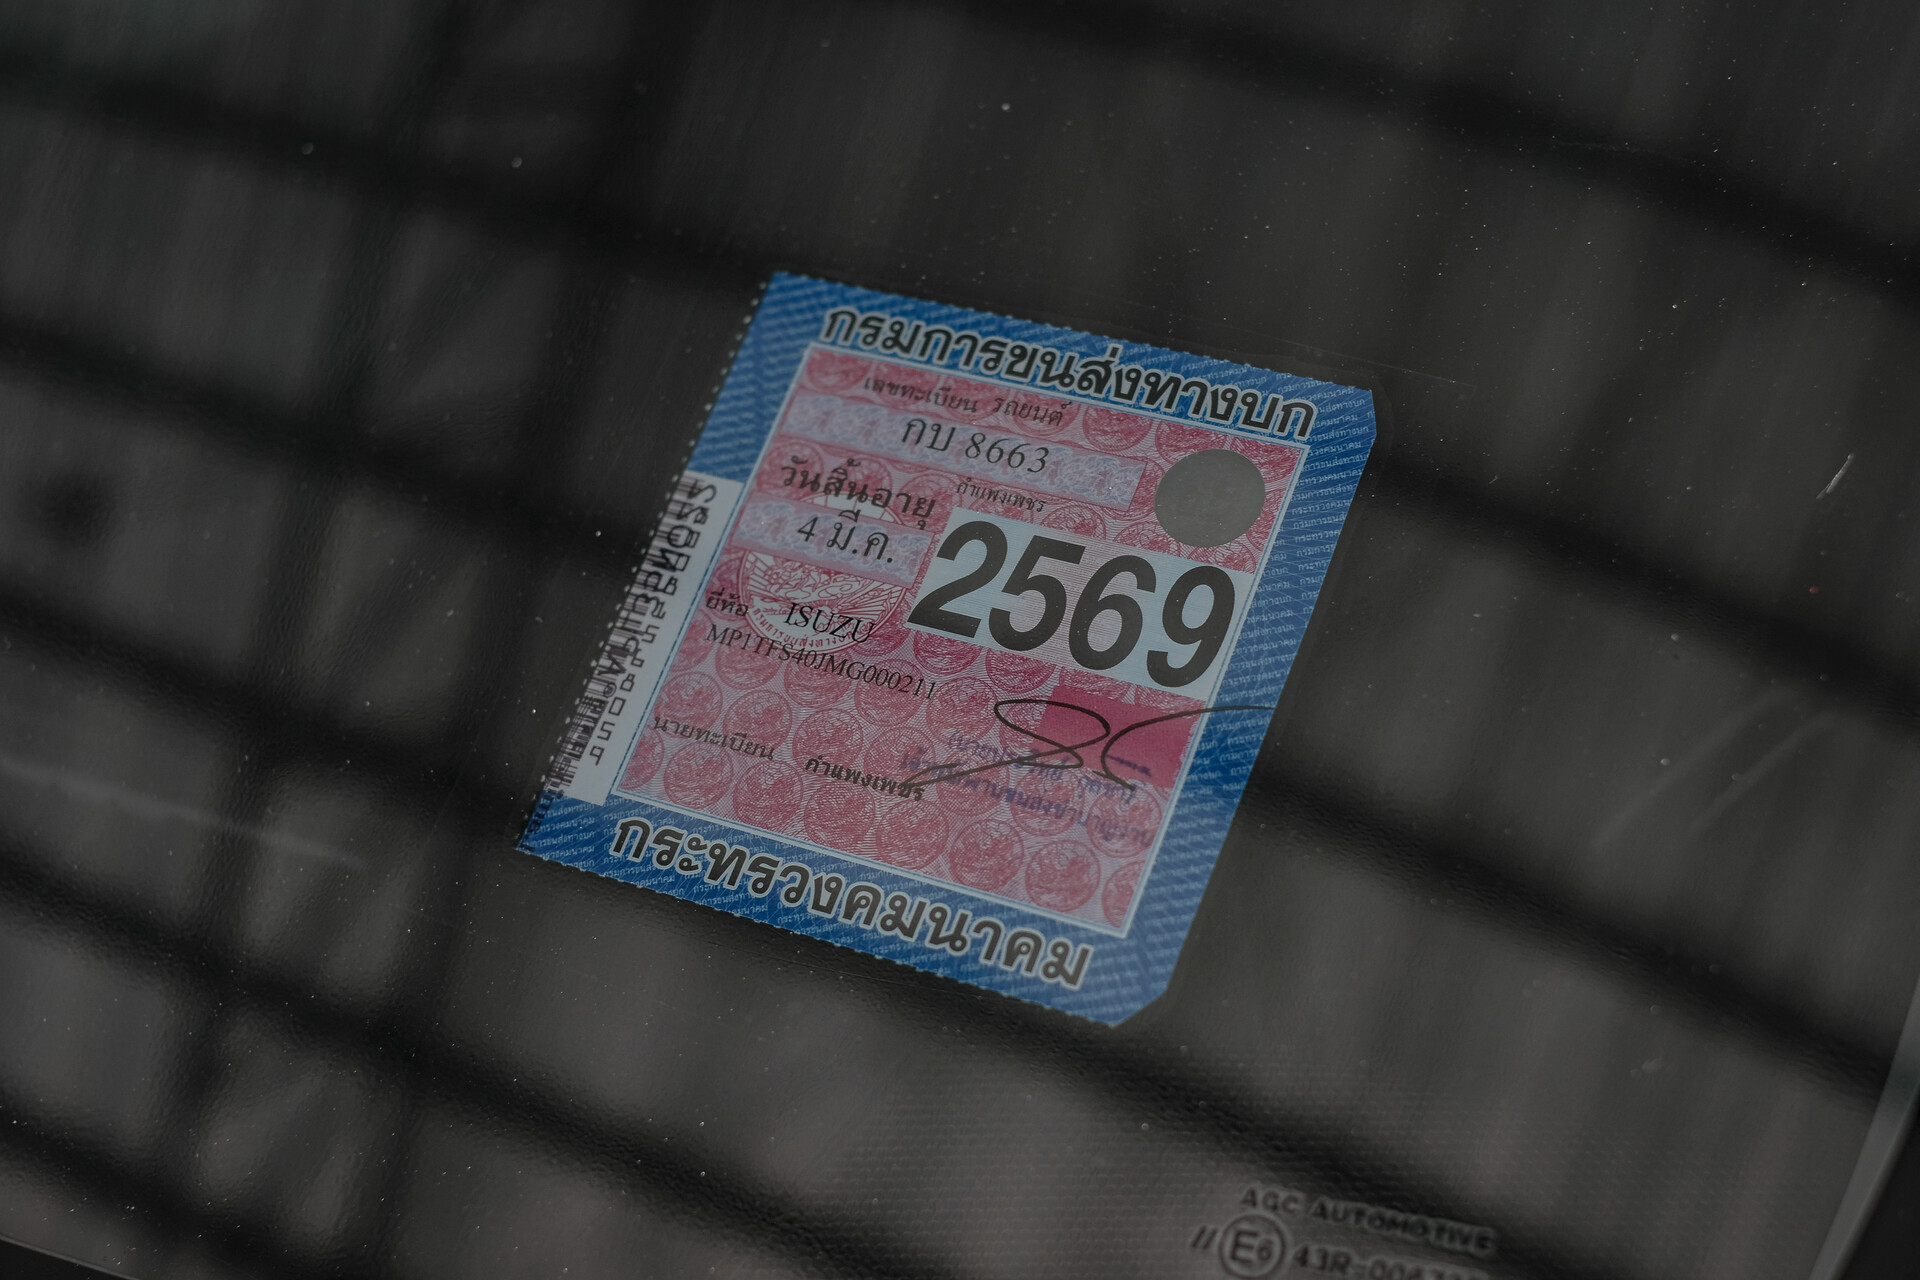 กรมการขนส่งทางบก
เลขทะเบียน รถยนต์
กบ 8663
กำแพงเพชร
วันสิ้นอายุ
4 มี.ค.
2569
ยี่ห้อ ISUZU
MP1TFS40JMG000211
นายทะเบียน กำแพงเพชร
กระทรวงคมนาคม
AGC AUTOMOTIVE
E6 43R-00